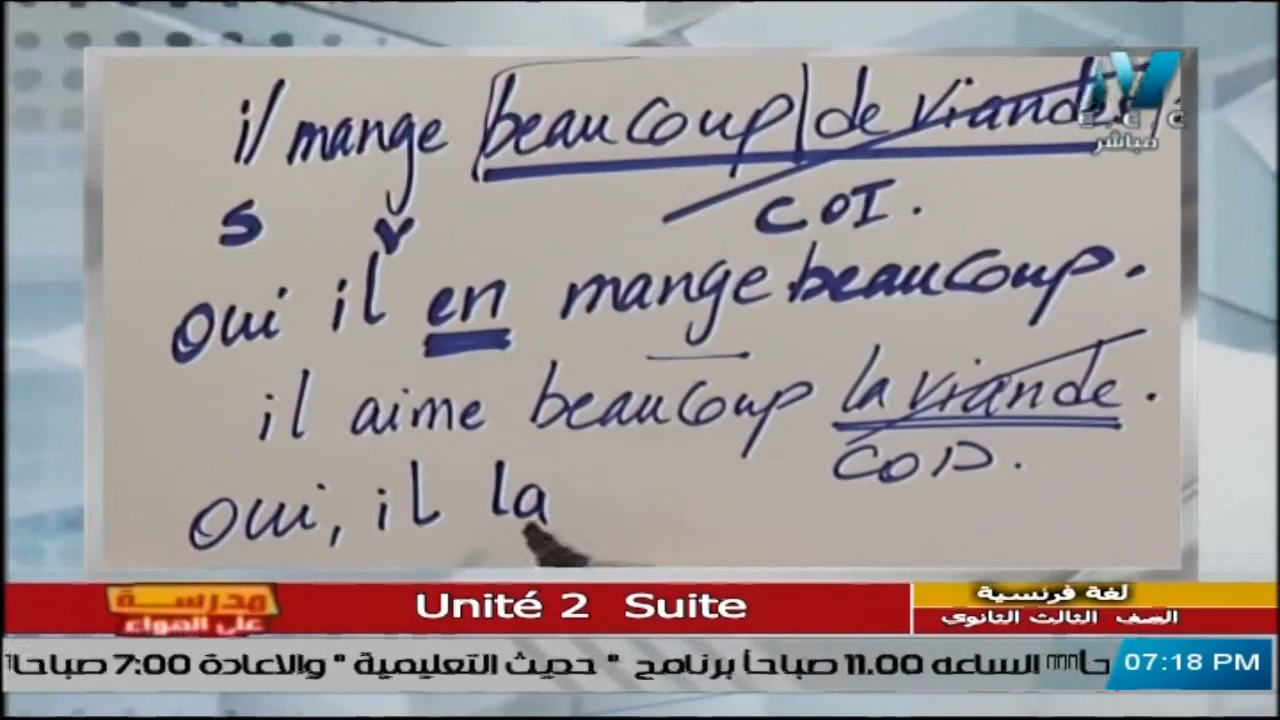 il mange beaucoup de viande
مباشر
S V COI.
Oui il en mange beaucoup.
il aime beaucoup la viande.
COD.
Oui, il la
مدرسة على الهواء
Unité 2 Suite
لغة فرنسية
الصف الثالث الثانوى
الساعه 11.00 صباحاً برنامج " حديث التعليمية " والاعادة 7:00 صباحا
07:18 PM